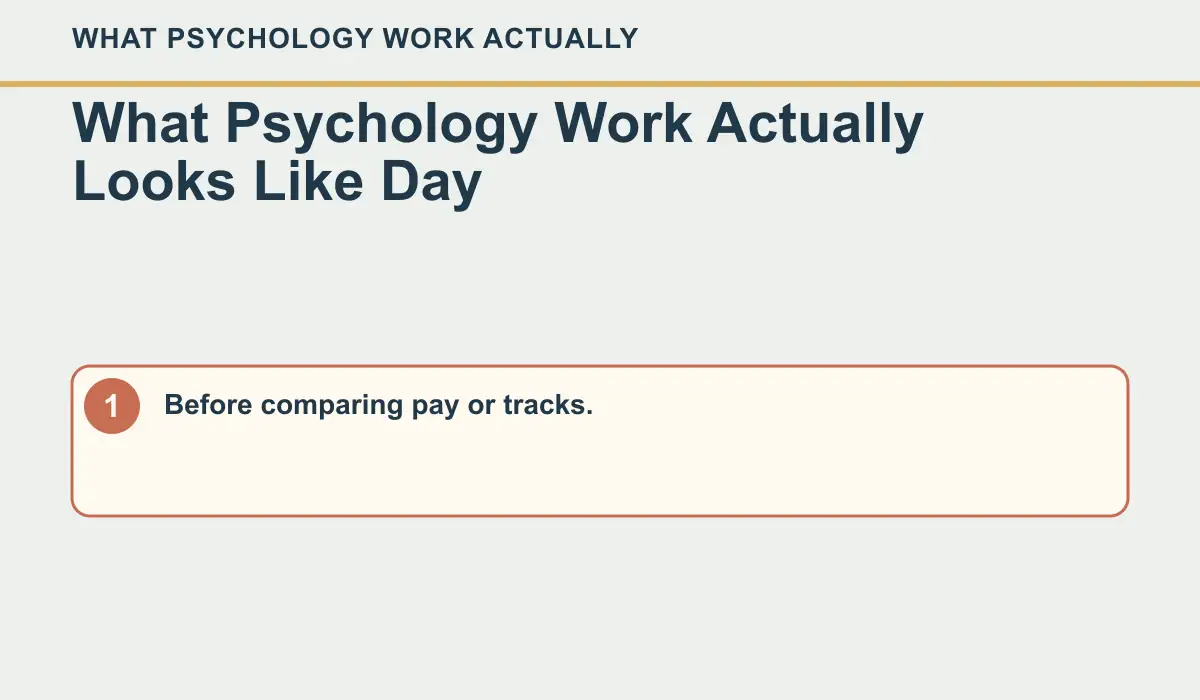 WHAT PSYCHOLOGY WORK ACTUALLY
What Psychology Work Actually
Looks Like Day
1 Before comparing pay or tracks.